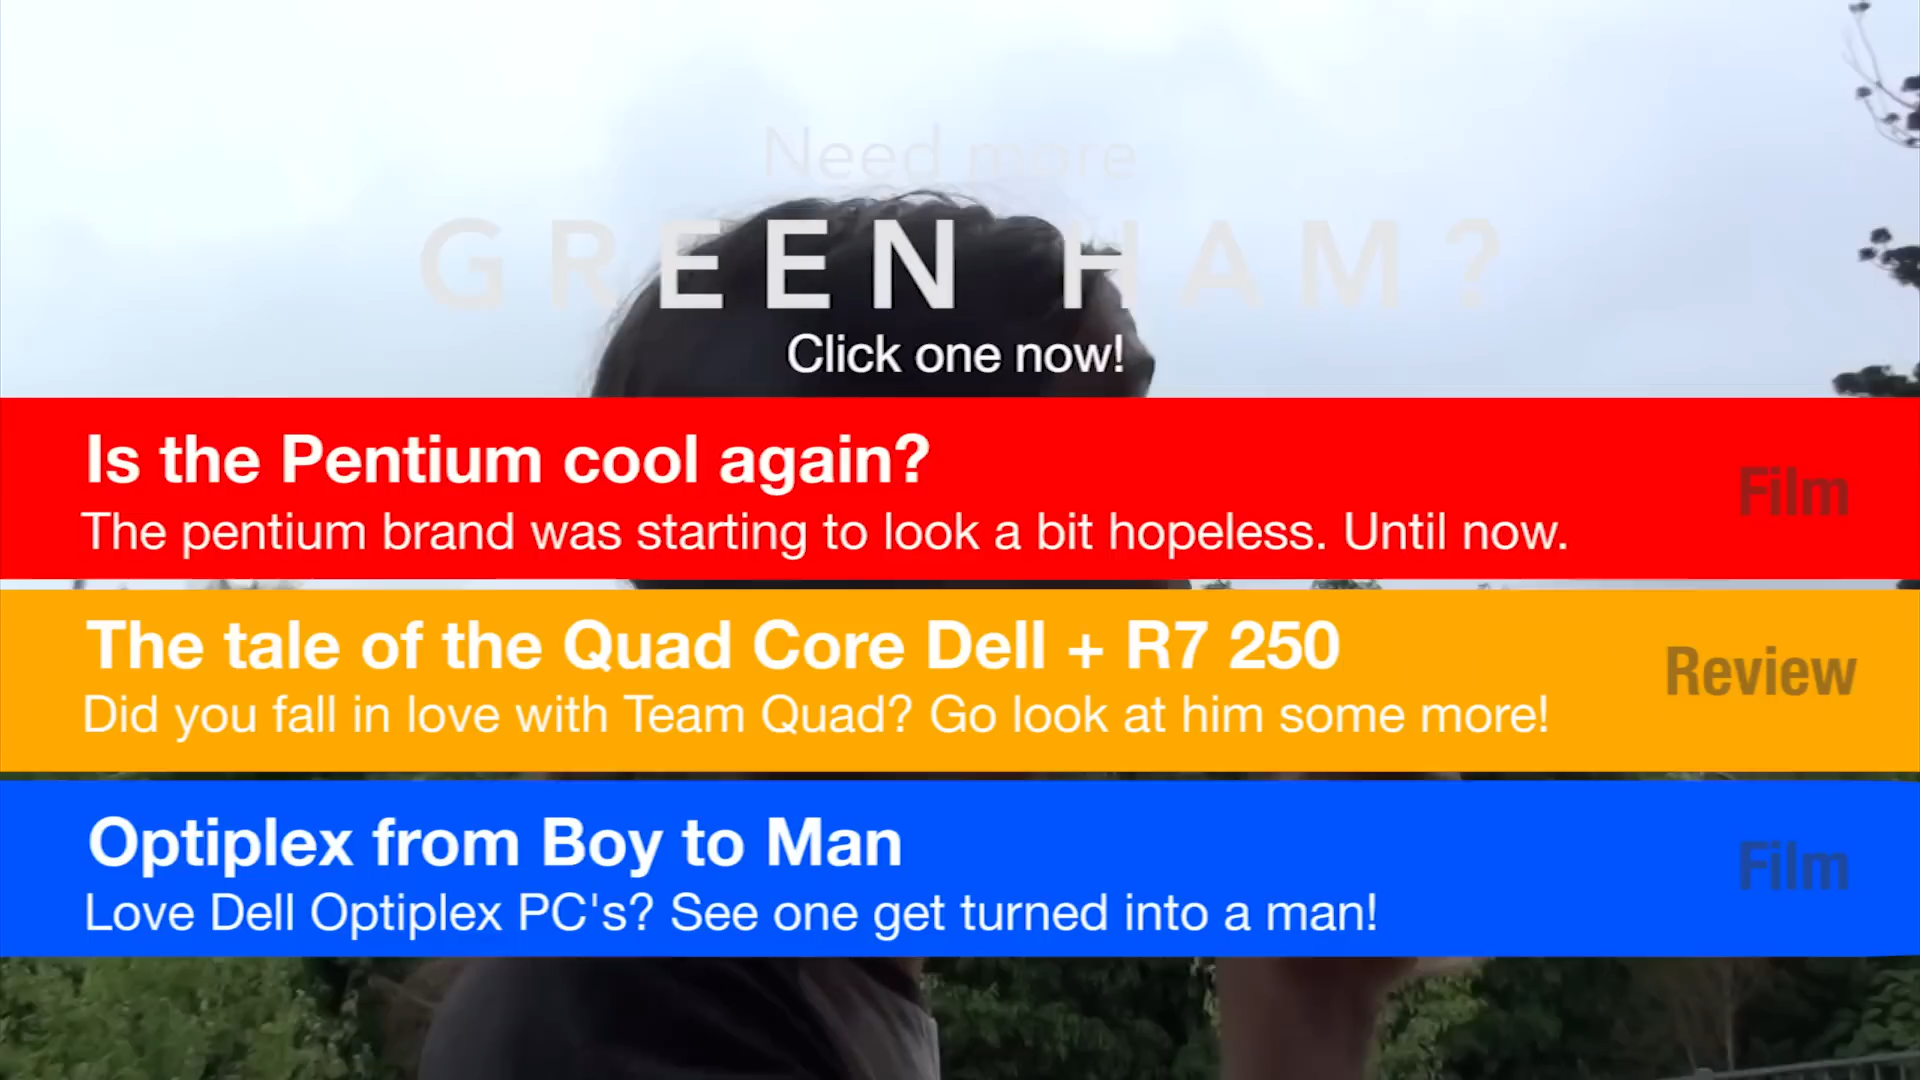 Need more
GREEN HAM?
Click one now!
Is the Pentium cool again?
The pentium brand was starting to look a bit hopeless. Until now.
Film
The tale of the Quad Core Dell + R7 250
Did you fall in love with Team Quad? Go look at him some more!
Review
Optiplex from Boy to Man
Love Dell Optiplex PC's? See one get turned into a man!
Film